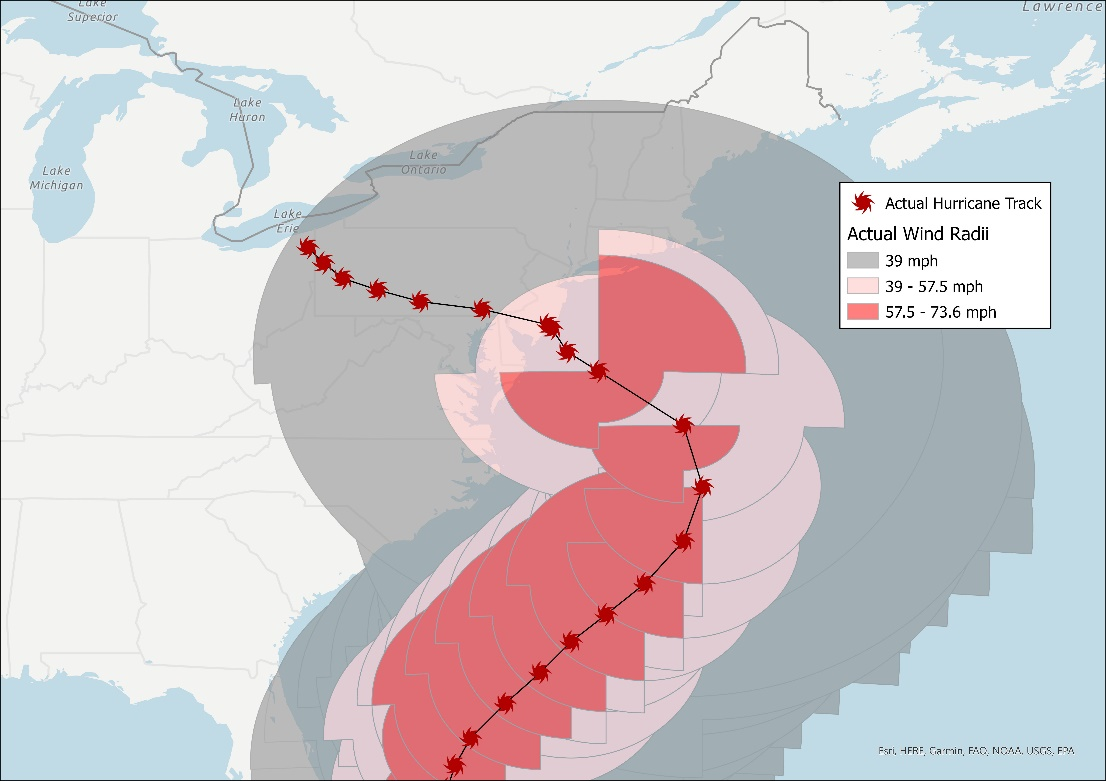 Lake
Superior
Lawrence
Lake
Huron
Lake
Ontario
Lake
Michigan
Lake
Erie
Actual Hurricane Track
Actual Wind Radii
39 mph
39 - 57.5 mph
57.5 - 73.6 mph
Esri, HERE, Garmin, FAO, NOAA, USGS, EPA